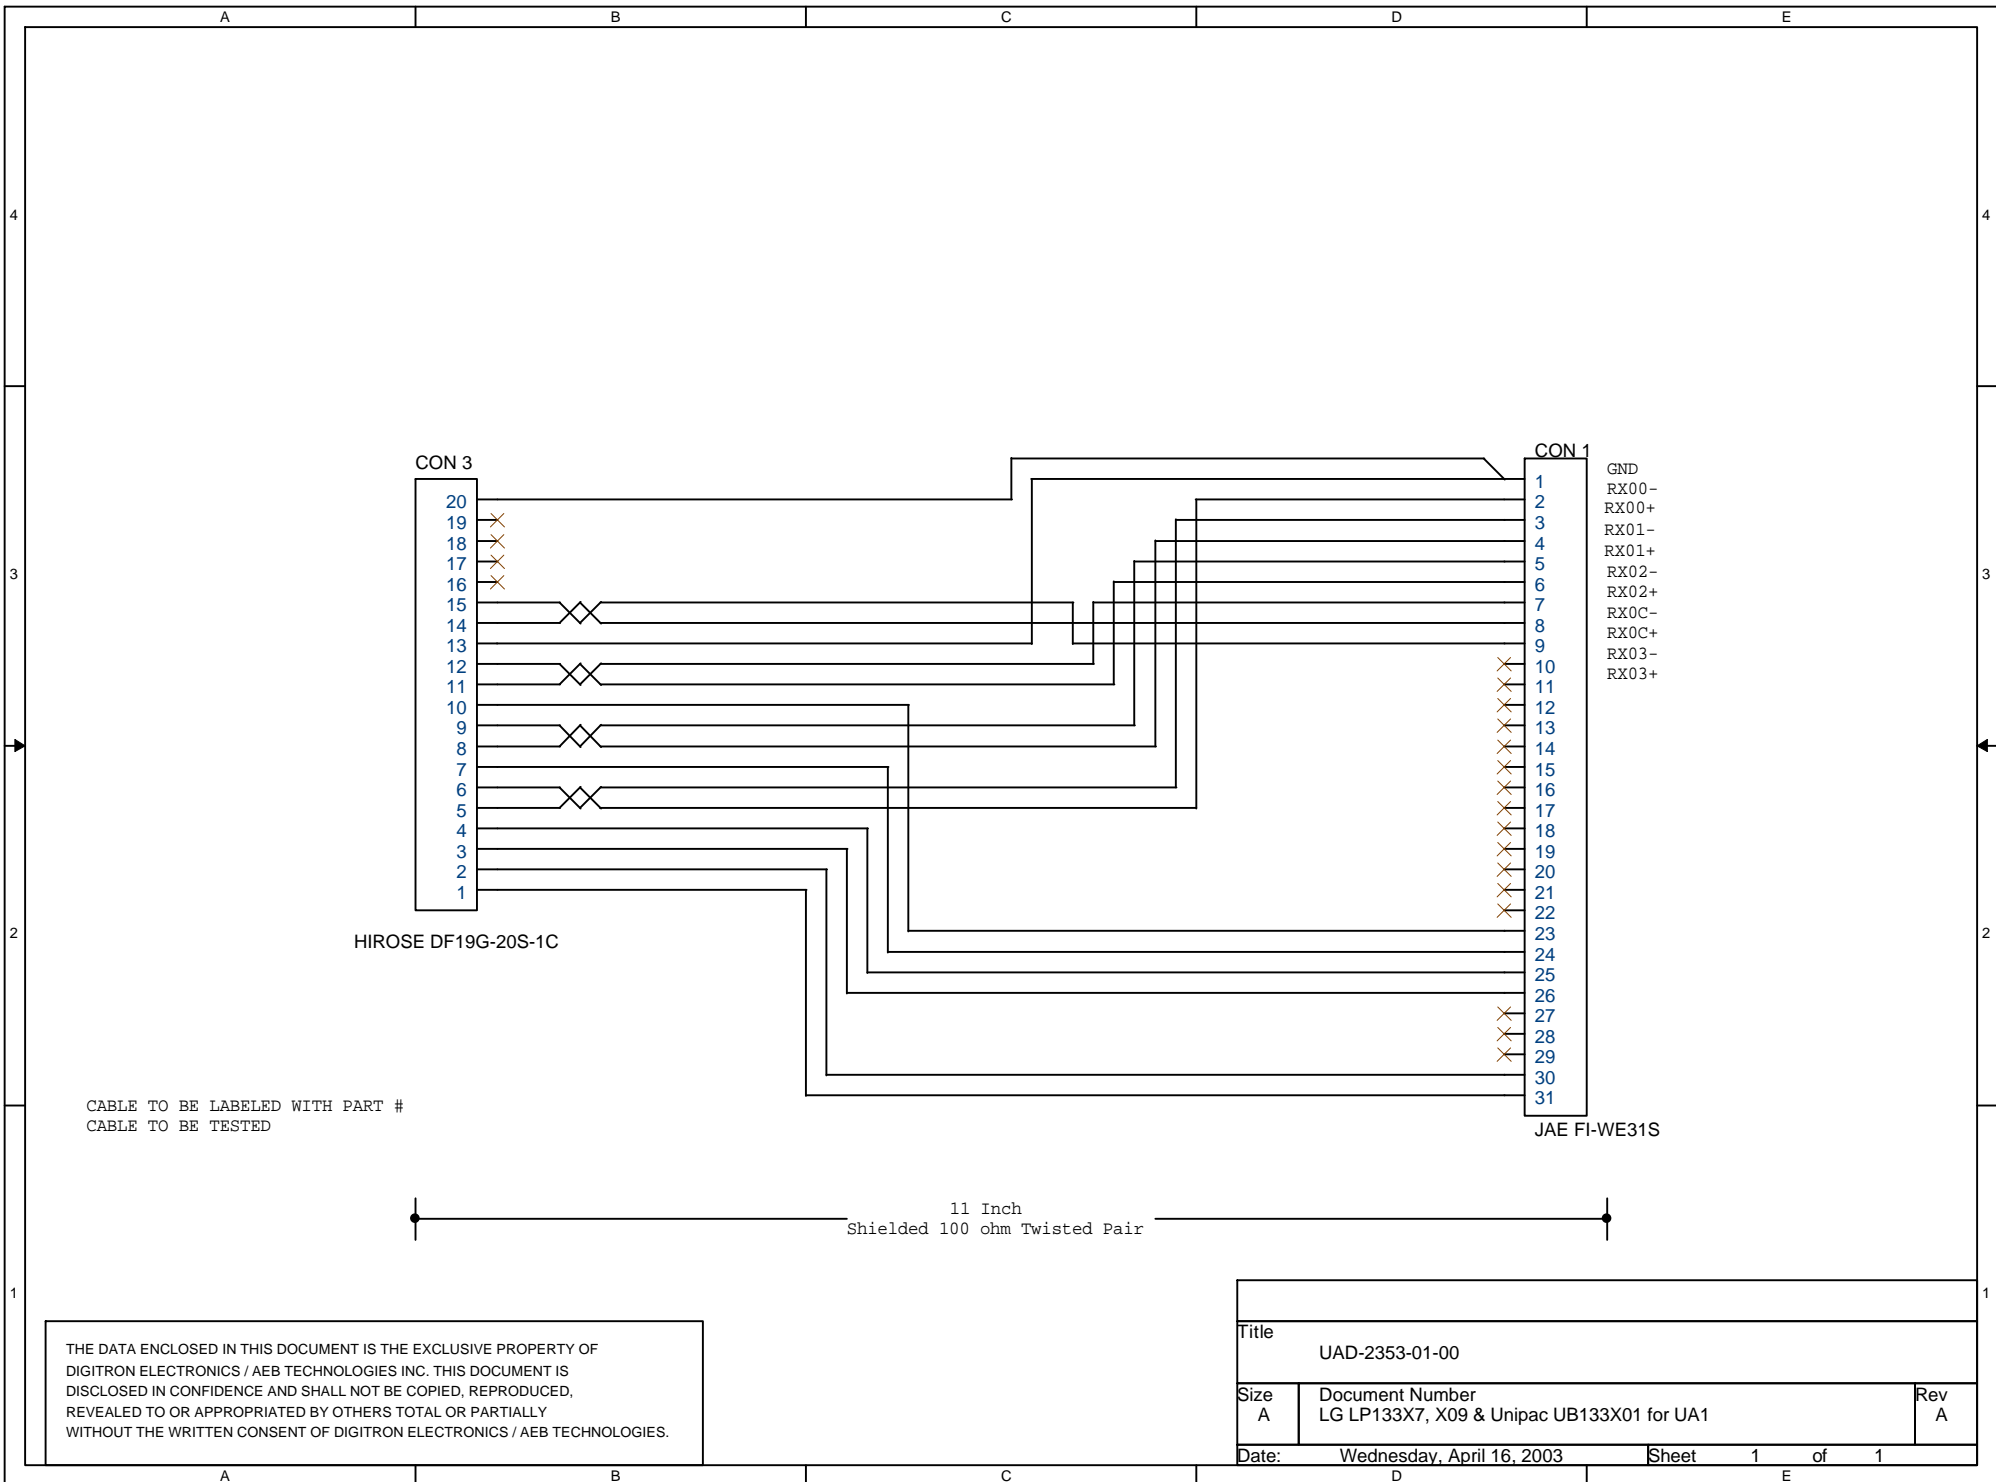 A B C D E
4 4
3 3
2 2
1 1
CON 3
20
19
18
17
16
15
14
13
12
11
10
9
8
7
6
5
4
3
2
1
HIROSE DF19G-20S-1C
CON 1
1
2
3
4
5
6
7
8
9
10
11
12
13
14
15
16
17
18
19
20
21
22
23
24
25
26
27
28
29
30
31
JAE FI-WE31S
GND
RX00-
RX00+
RX01-
RX01+
RX02-
RX02+
RX0C-
RX0C+
RX03-
RX03+
CABLE TO BE LABELED WITH PART #
CABLE TO BE TESTED
11 Inch
Shielded 100 ohm Twisted Pair
THE DATA ENCLOSED IN THIS DOCUMENT IS THE EXCLUSIVE PROPERTY OF
DIGITRON ELECTRONICS / AEB TECHNOLOGIES INC. THIS DOCUMENT IS
DISCLOSED IN CONFIDENCE AND SHALL NOT BE COPIED, REPRODUCED,
REVEALED TO OR APPROPRIATED BY OTHERS TOTAL OR PARTIALLY
WITHOUT THE WRITTEN CONSENT OF DIGITRON ELECTRONICS / AEB TECHNOLOGIES.
Title
UAD-2353-01-00
Size Document Number Rev
A LG LP133X7, X09 & Unipac UB133X01 for UA1 A
Date: Wednesday, April 16, 2003 Sheet 1 of 1
A B C D E